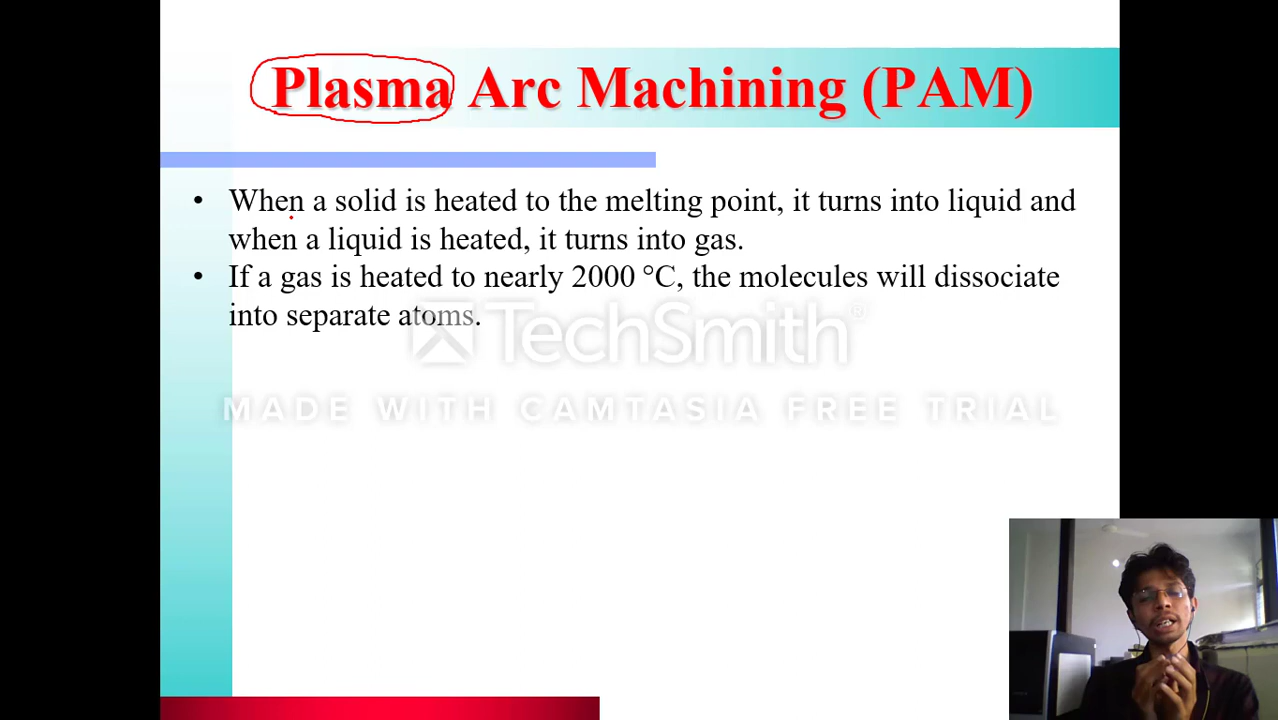 Plasma Arc Machining (PAM)
• When a solid is heated to the melting point, it turns into liquid and
when a liquid is heated, it turns into gas.
• If a gas is heated to nearly 2000 °C, the molecules will dissociate
into separate atoms.
TechSmith®
MADE WITH CAMTASIA FREE TRIAL